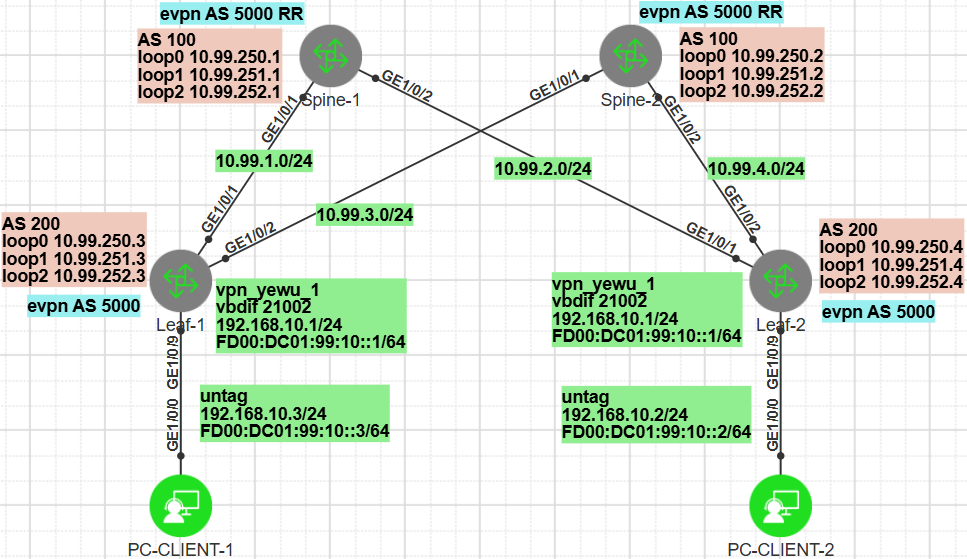 evpn AS 5000 RR
evpn AS 5000 RR
AS 100
loop0 10.99.250.1
loop1 10.99.251.1
loop2 10.99.252.1
Spine-1
AS 100
loop0 10.99.250.2
loop1 10.99.251.2
loop2 10.99.252.2
Spine-2
GE1/0/1
GE1/0/2
GE1/0/1
GE1/0/2
10.99.1.0/24
10.99.2.0/24
10.99.4.0/24
10.99.3.0/24
GE1/0/1
GE1/0/2
GE1/0/1
GE1/0/2
AS 200
loop0 10.99.250.3
loop1 10.99.251.3
loop2 10.99.252.3
evpn AS 5000
Leaf-1
vpn_yewu_1
vbdif 21002
192.168.10.1/24
FD00:DC01:99:10::1/64
vpn_yewu_1
vbdif 21002
192.168.10.1/24
FD00:DC01:99:10::1/64
AS 200
loop0 10.99.250.4
loop1 10.99.251.4
loop2 10.99.252.4
evpn AS 5000
Leaf-2
GE1/0/9
GE1/0/0
untag
192.168.10.3/24
FD00:DC01:99:10::3/64
untag
192.168.10.2/24
FD00:DC01:99:10::2/64
GE1/0/9
GE1/0/0
PC-CLIENT-1
PC-CLIENT-2